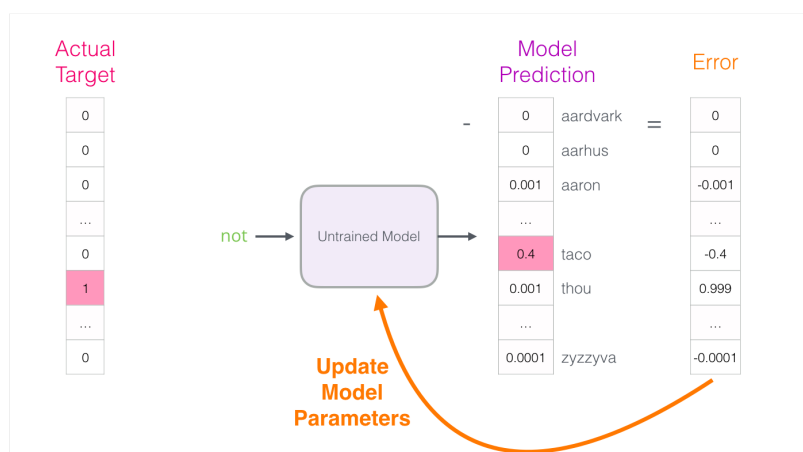 Actual
Target
Model
Prediction
Error
0 - 0 aardvark = 0
0 0 aarhus 0
0 0.001 aaron -0.001
... ... ...
not Untrained Model
0 0.4 taco -0.4
1 0.001 thou 0.999
... ... ...
0 0.0001 zyzzyva -0.0001
Update
Model
Parameters